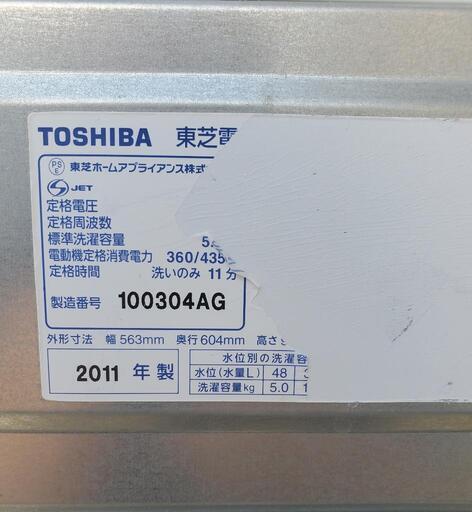 TOSHIBA 東芝電
PS E 東芝ホームアプライアンス株式
S JET
定格電圧
定格周波数
標準洗濯容量 5
電動機定格消費電力 360/435
定格時間 洗いのみ 11分
製造番号 100304AG
外形寸法 幅 563mm 奥行 604mm 高さ
2011 年 製
水位別の洗濯容
水位(水量L) 48
洗濯容量kg 5.0